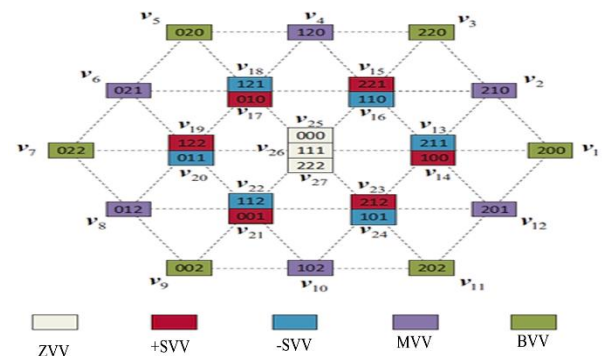 v5 v4 v3
020 120 220
v6 v18 v15 v2
021 121 221 210
010 110
v17 v16
v19 v25 v13
v7 022 122 000 211 200 v1
011 v26 111 100
222
v20 v27 v14
v22 v23
v8 012 112 212 201 v12
001 101
v21 v24
002 102 202
v9 v10 v11
ZVV +SVV -SVV MVV BVV